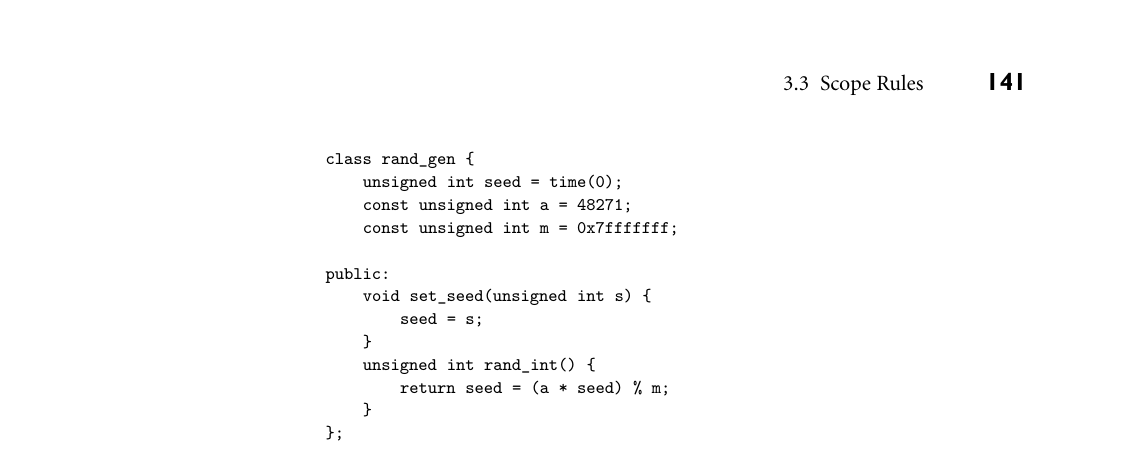 3.3 Scope Rules 141
class rand_gen {
    unsigned int seed = time(0);
    const unsigned int a = 48271;
    const unsigned int m = 0x7fffffff;
public:
    void set_seed(unsigned int s) {
        seed = s;
    }
    unsigned int rand_int() {
        return seed = (a * seed) % m;
    }
};